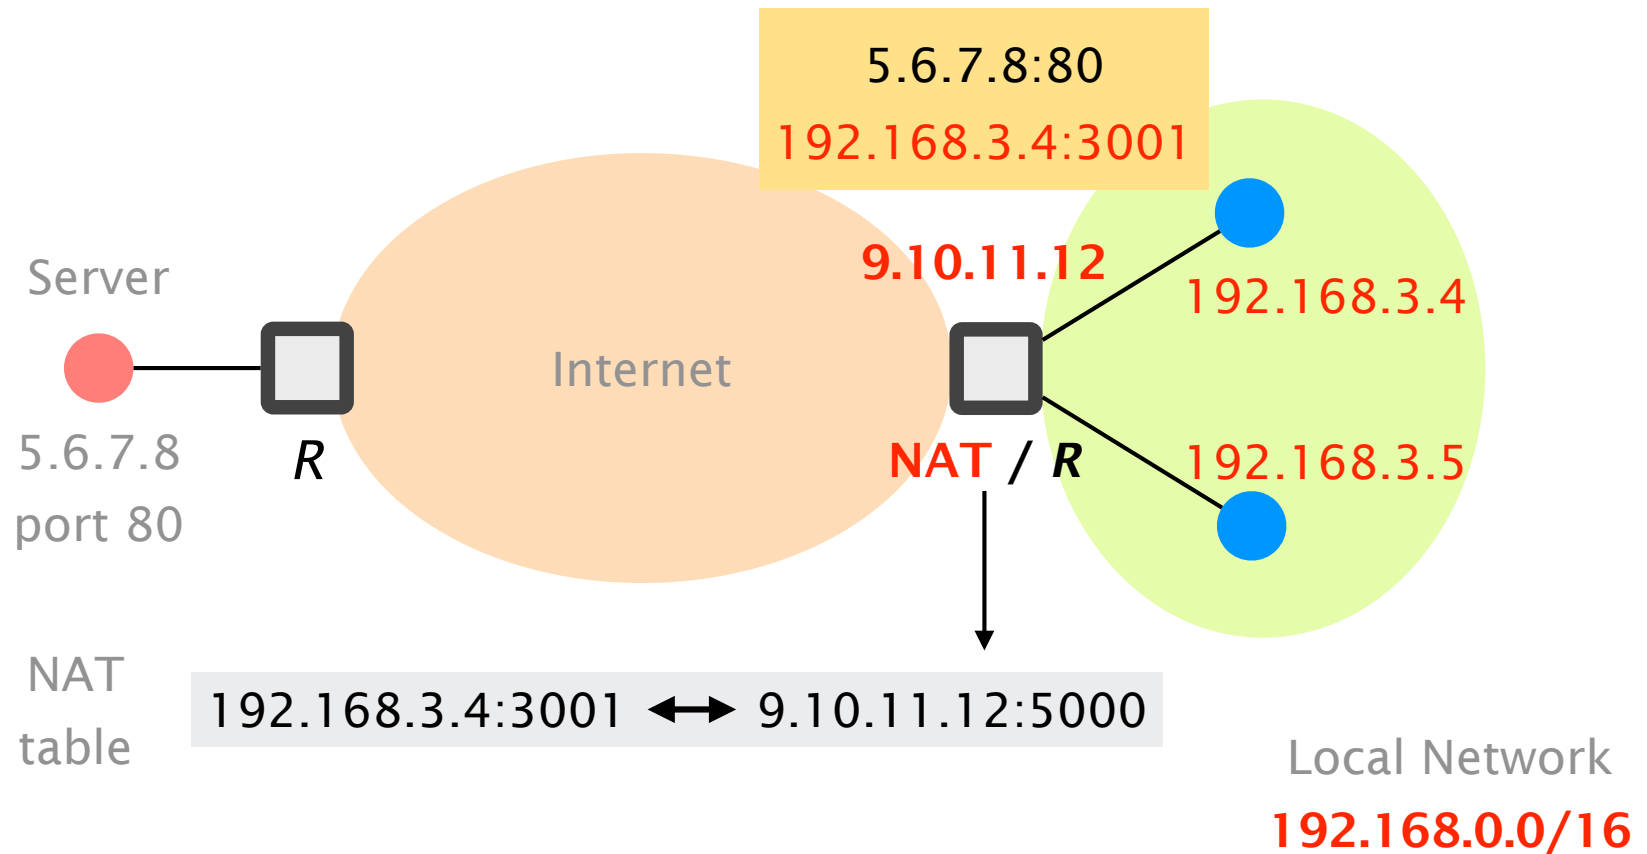 5.6.7.8:80
192.168.3.4:3001
9.10.11.12
Server
192.168.3.4
Internet
5.6.7.8
port 80
R
NAT / R
192.168.3.5
NAT
table
192.168.3.4:3001 ↔ 9.10.11.12:5000
Local Network
192.168.0.0/16